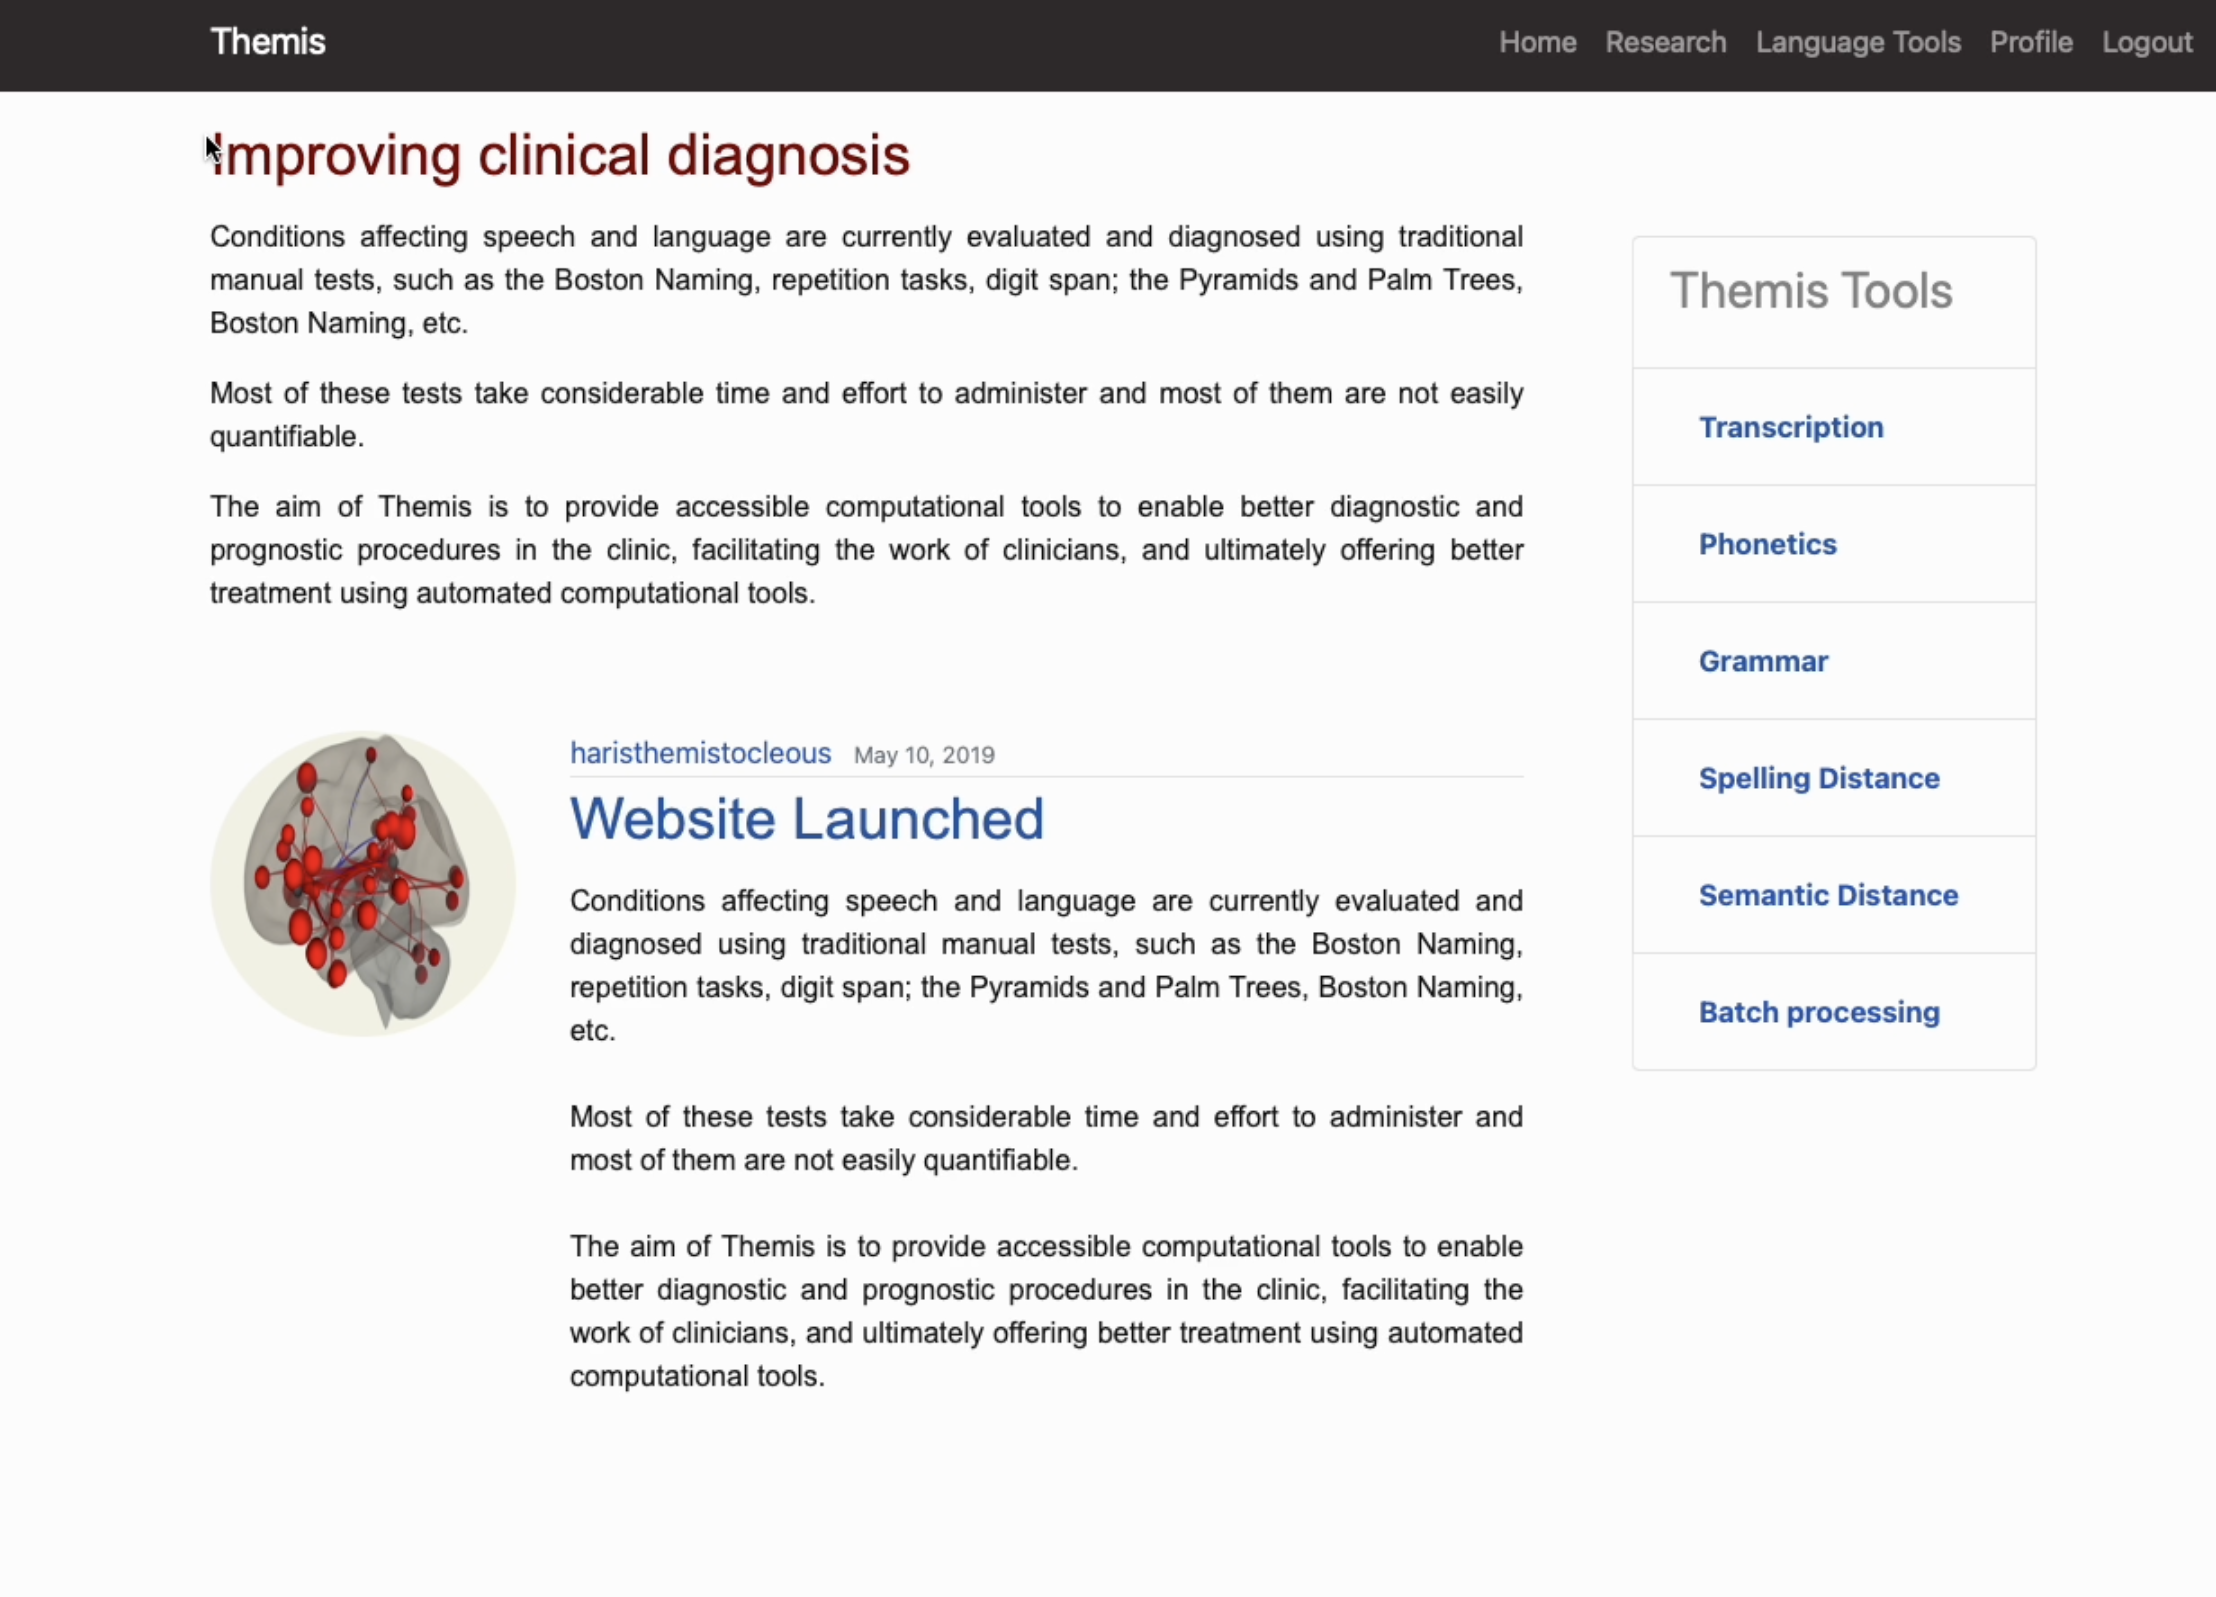 Themis
Home Research Language Tools Profile Logout
Improving clinical diagnosis
Conditions affecting speech and language are currently evaluated and diagnosed using traditional
manual tests, such as the Boston Naming, repetition tasks, digit span; the Pyramids and Palm Trees,
Boston Naming, etc.
Most of these tests take considerable time and effort to administer and most of them are not easily
quantifiable.
The aim of Themis is to provide accessible computational tools to enable better diagnostic and
prognostic procedures in the clinic, facilitating the work of clinicians, and ultimately offering better
treatment using automated computational tools.
haristhemistocleous May 10, 2019
Website Launched
Conditions affecting speech and language are currently evaluated and
diagnosed using traditional manual tests, such as the Boston Naming,
repetition tasks, digit span; the Pyramids and Palm Trees, Boston Naming,
etc.
Most of these tests take considerable time and effort to administer and
most of them are not easily quantifiable.
The aim of Themis is to provide accessible computational tools to enable
better diagnostic and prognostic procedures in the clinic, facilitating the
work of clinicians, and ultimately offering better treatment using automated
computational tools.
Themis Tools
Transcription
Phonetics
Grammar
Spelling Distance
Semantic Distance
Batch processing